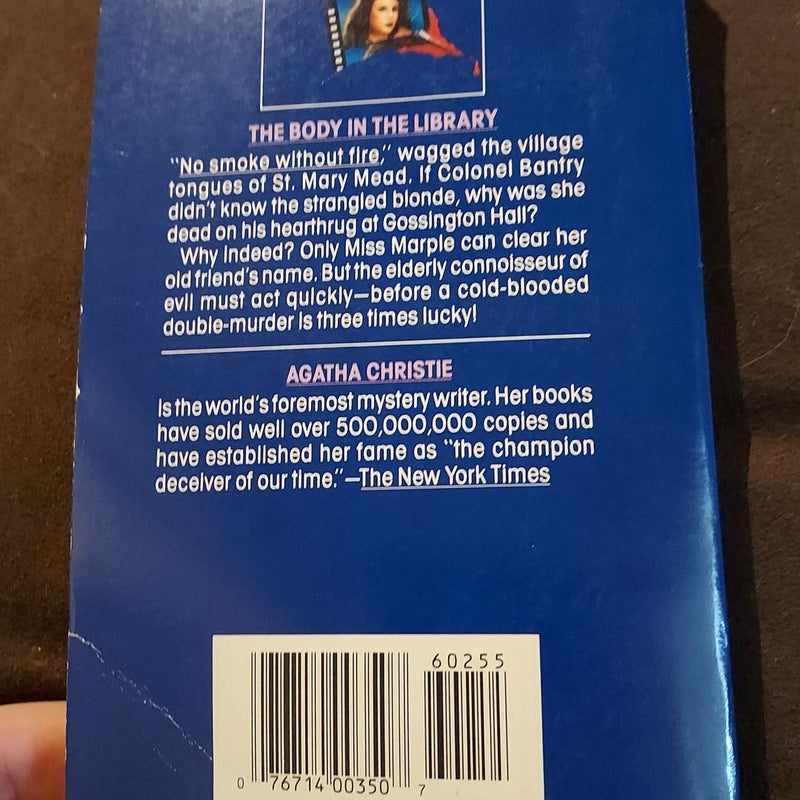 THE BODY IN THE LIBRARY
"No smoke without fire," wagged the village
tongues of St. Mary Mead. If Colonel Bantry
didn't know the strangled blonde, why was she
dead on his hearthrug at Gossington Hall?
Why indeed? Only Miss Marple can clear her
old friend's name. But the elderly connoisseur of
evil must act quickly—before a cold-blooded
double-murder is three times lucky!
AGATHA CHRISTIE
is the world's foremost mystery writer. Her books
have sold well over 500,000,000 copies and
have established her fame as "the champion
deceiver of our time."—The New York Times
60255
0 76714 00350 7